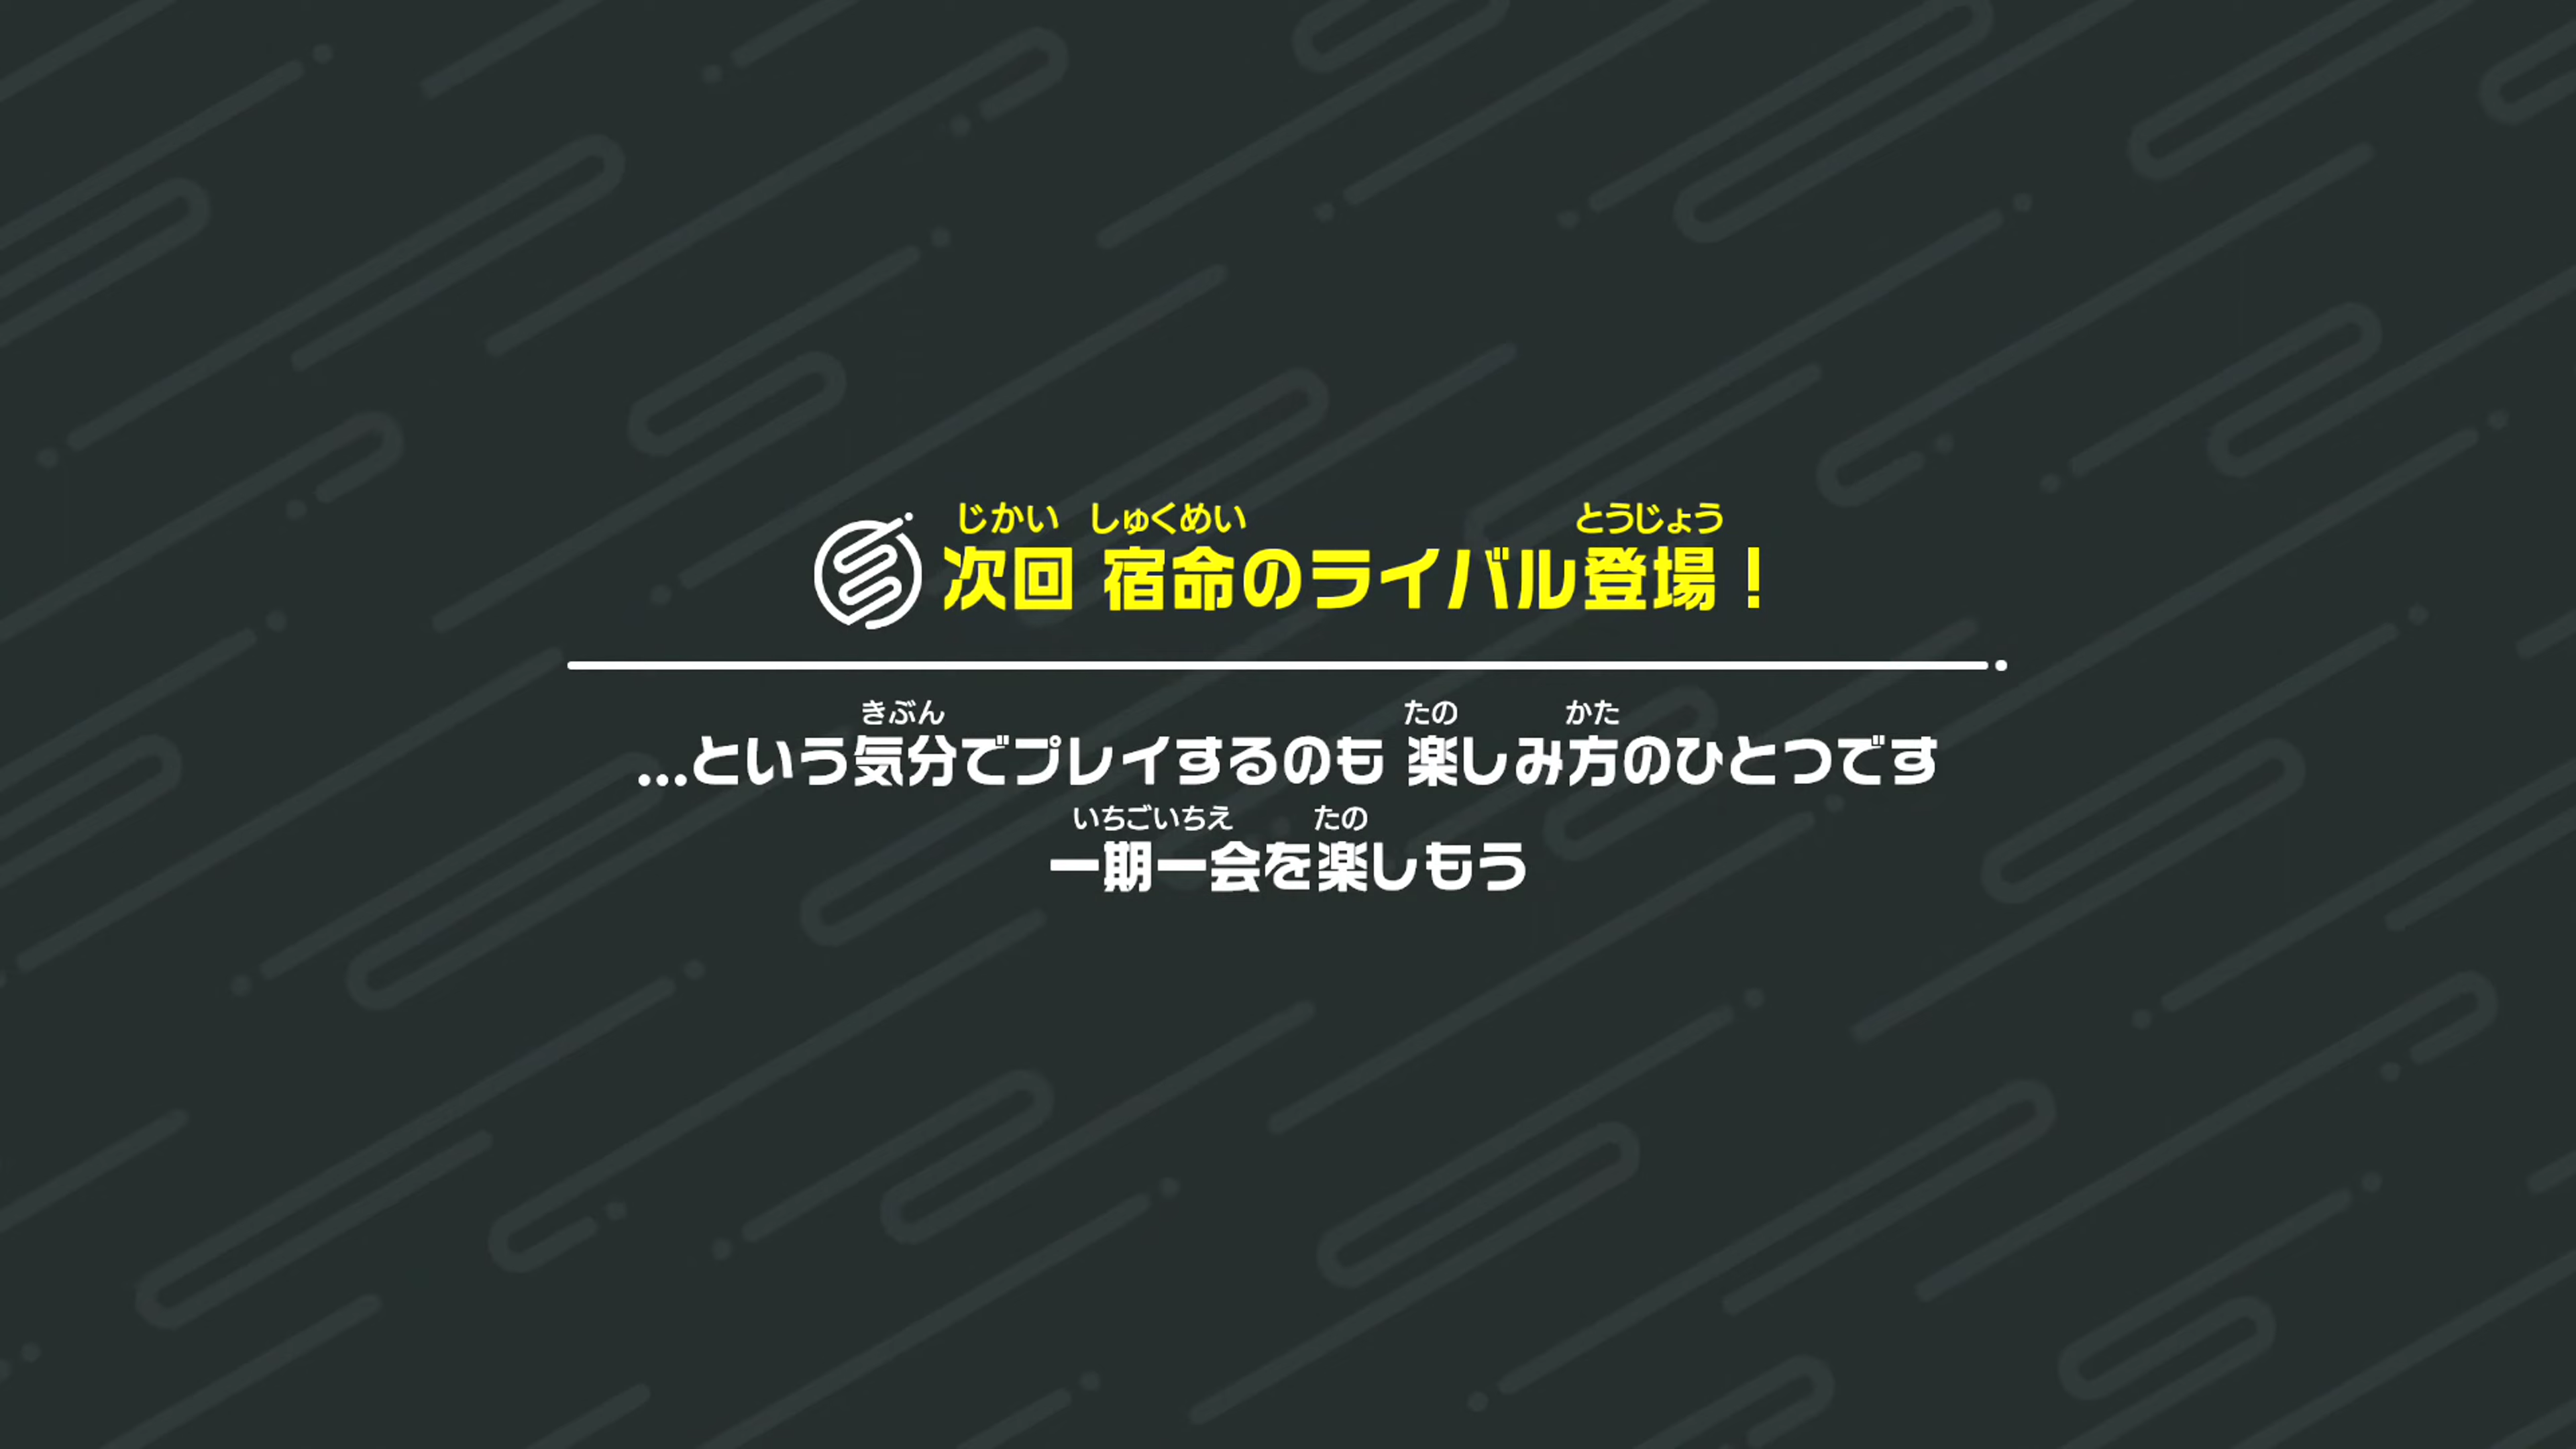 じかい しゅくめい とうじょう
次回 宿命のライバル登場！
きぶん たの かた
...という気分でプレイするのも 楽しみ方のひとつです
いちごいちえ たの
一期一会を楽しもう